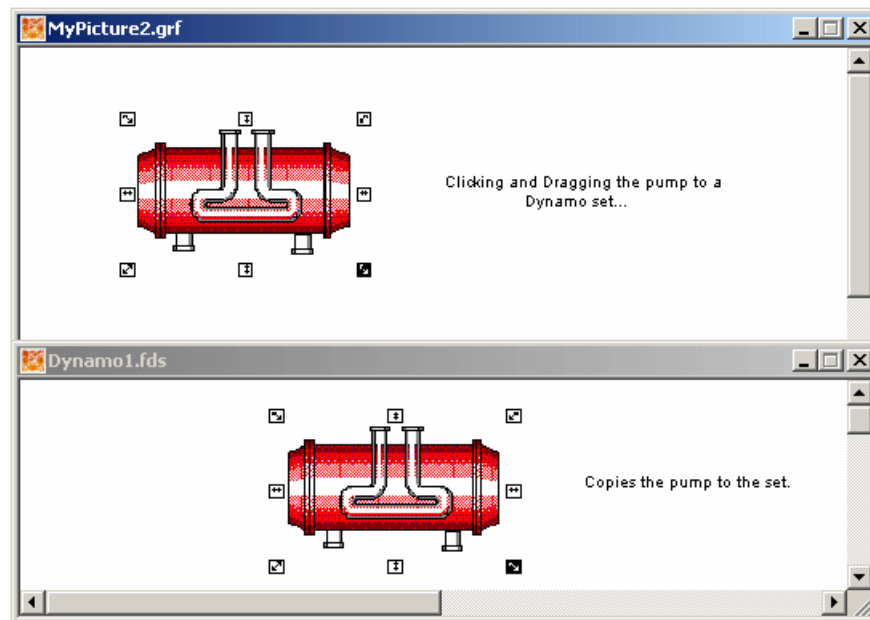 MyPicture2.grf
Clicking and Dragging the pump to a
Dynamo set...
Dynamo1.fds
Copies the pump to the set.